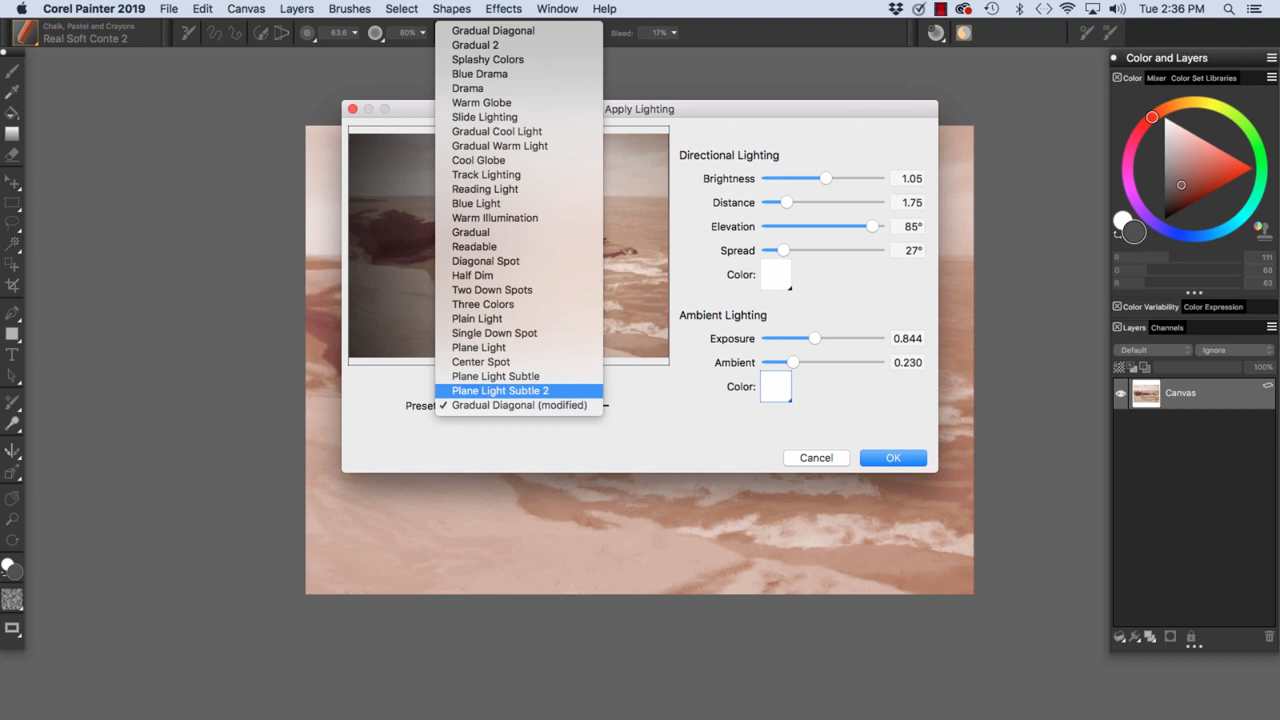 Corel Painter 2019 File Edit Canvas Layers Brushes Select Shapes Effects Window Help Tue 2:36 PM
Chalk, Pastel and Crayons
Real Soft Conte 2
63.6
80%
Bleed: 17%
Gradual Diagonal
Gradual 2
Splashy Colors
Blue Drama
Drama
Warm Globe
Slide Lighting
Gradual Cool Light
Gradual Warm Light
Cool Globe
Track Lighting
Reading Light
Blue Light
Warm Illumination
Gradual
Readable
Diagonal Spot
Half Dim
Two Down Spots
Three Colors
Plain Light
Single Down Spot
Plane Light
Center Spot
Plane Light Subtle
Plane Light Subtle 2
Preset ✓ Gradual Diagonal (modified)
Apply Lighting
Directional Lighting
Brightness 1.05
Distance 1.75
Elevation 85°
Spread 27°
Color:
Ambient Lighting
Exposure 0.844
Ambient 0.230
Color:
Cancel OK
Color and Layers
Color Mixer Color Set Libraries
R 111
G 68
B 63
Color Variability Color Expression
Layers Channels
Default Ignore
100%
Canvas